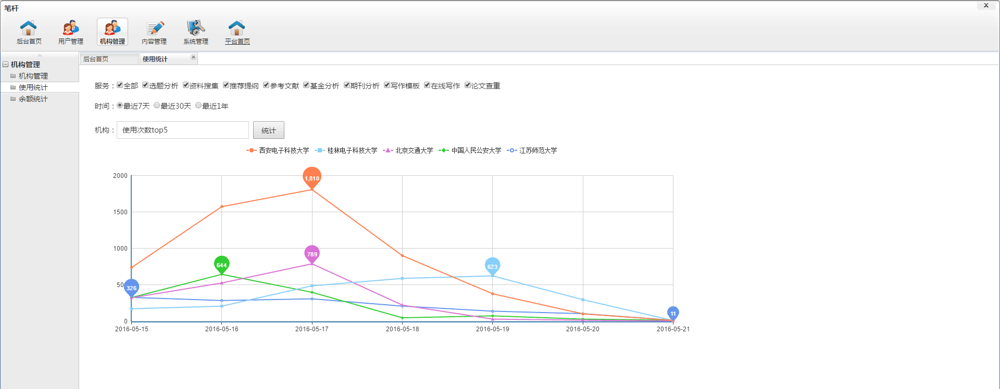 笔杆
X
后台首页 用户管理 机构管理 内容管理 系统管理 平台首页
机构管理
机构管理
使用统计
余额统计
后台首页 使用统计
服务：全部 选题分析 资料搜集 推荐提纲 参考文献 基金分析 期刊分析 写作模板 在线写作 论文查重
时间：最近7天 最近30天 最近1年
机构： 使用次数top5 统计
西安电子科技大学 桂林电子科技大学 北京交通大学 中国人民公安大学 江苏师范大学
2000
1,810
1500
1000
789
644
623
50
326
11
0
2016-05-15 2016-05-16 2016-05-17 2016-05-18 2016-05-19 2016-05-20 2016-05-21